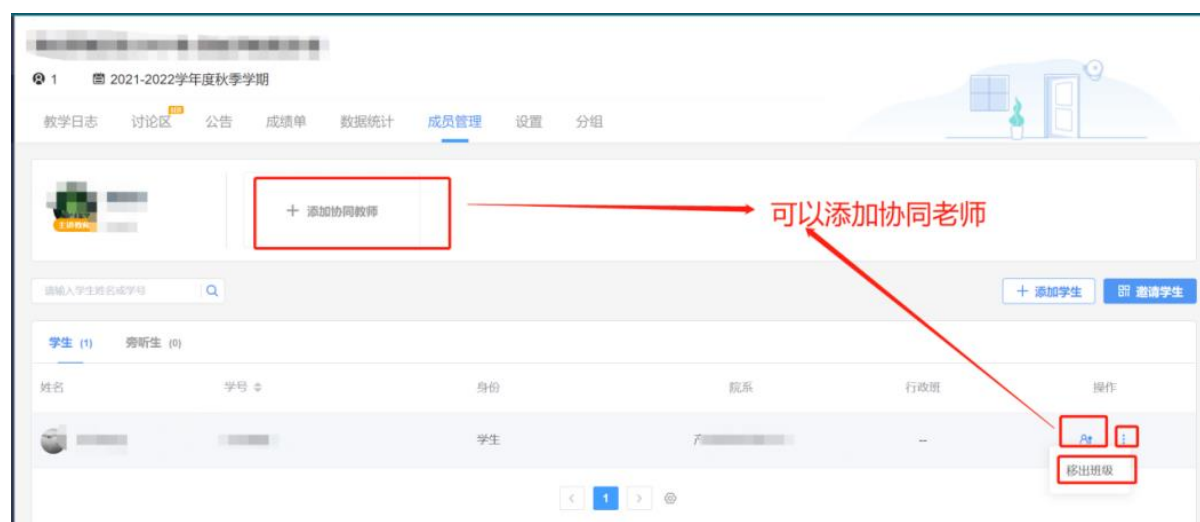 1 2021-2022学年度秋季学期
教学日志 讨论区 公告 成绩单 数据统计 成员管理 设置 分组
+ 添加协同教师
可以添加协同老师
请输入学生姓名或学号
+ 添加学生 邀请学生
学生 (1) 旁听生 (0)
姓名 学号 身份 院系 行政班 操作
学生 --
移出班级
1